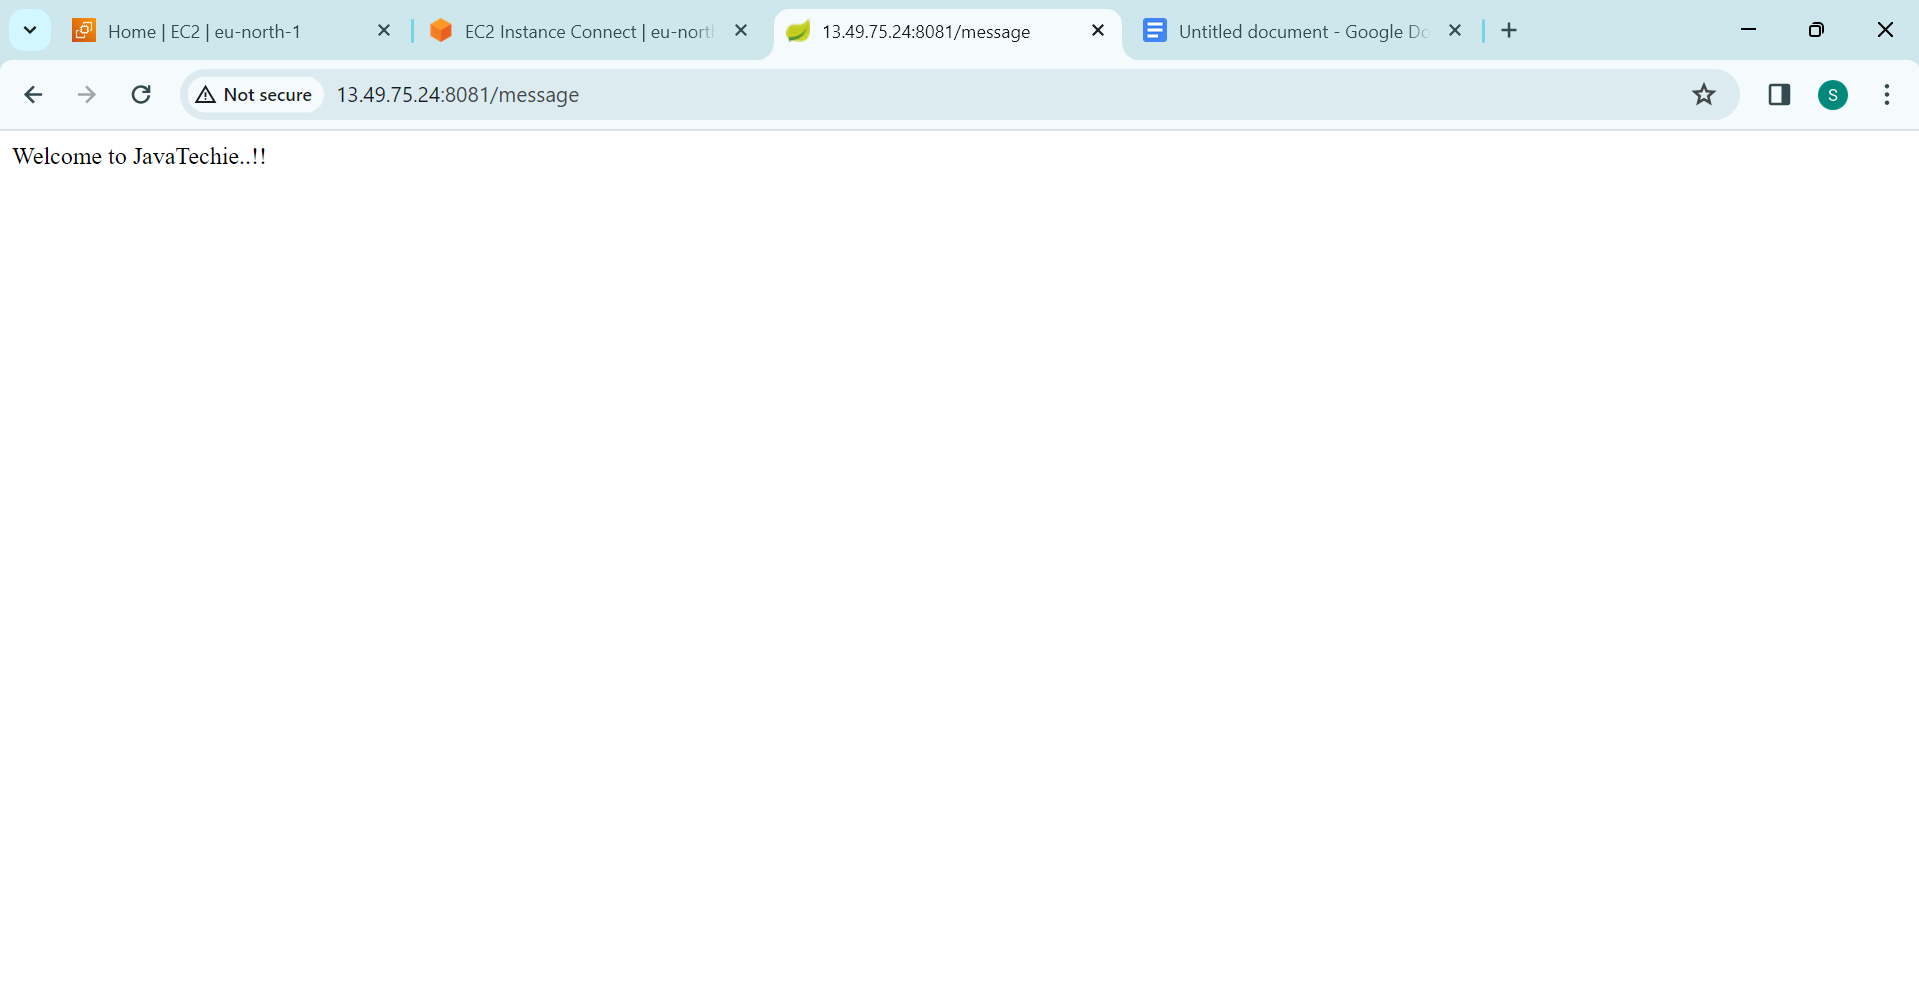 Home | EC2 | eu-north-1
EC2 Instance Connect | eu-nort
13.49.75.24:8081/message
Untitled document - Google Do
Not secure
13.49.75.24:8081/message
S
Welcome to JavaTechie..!!